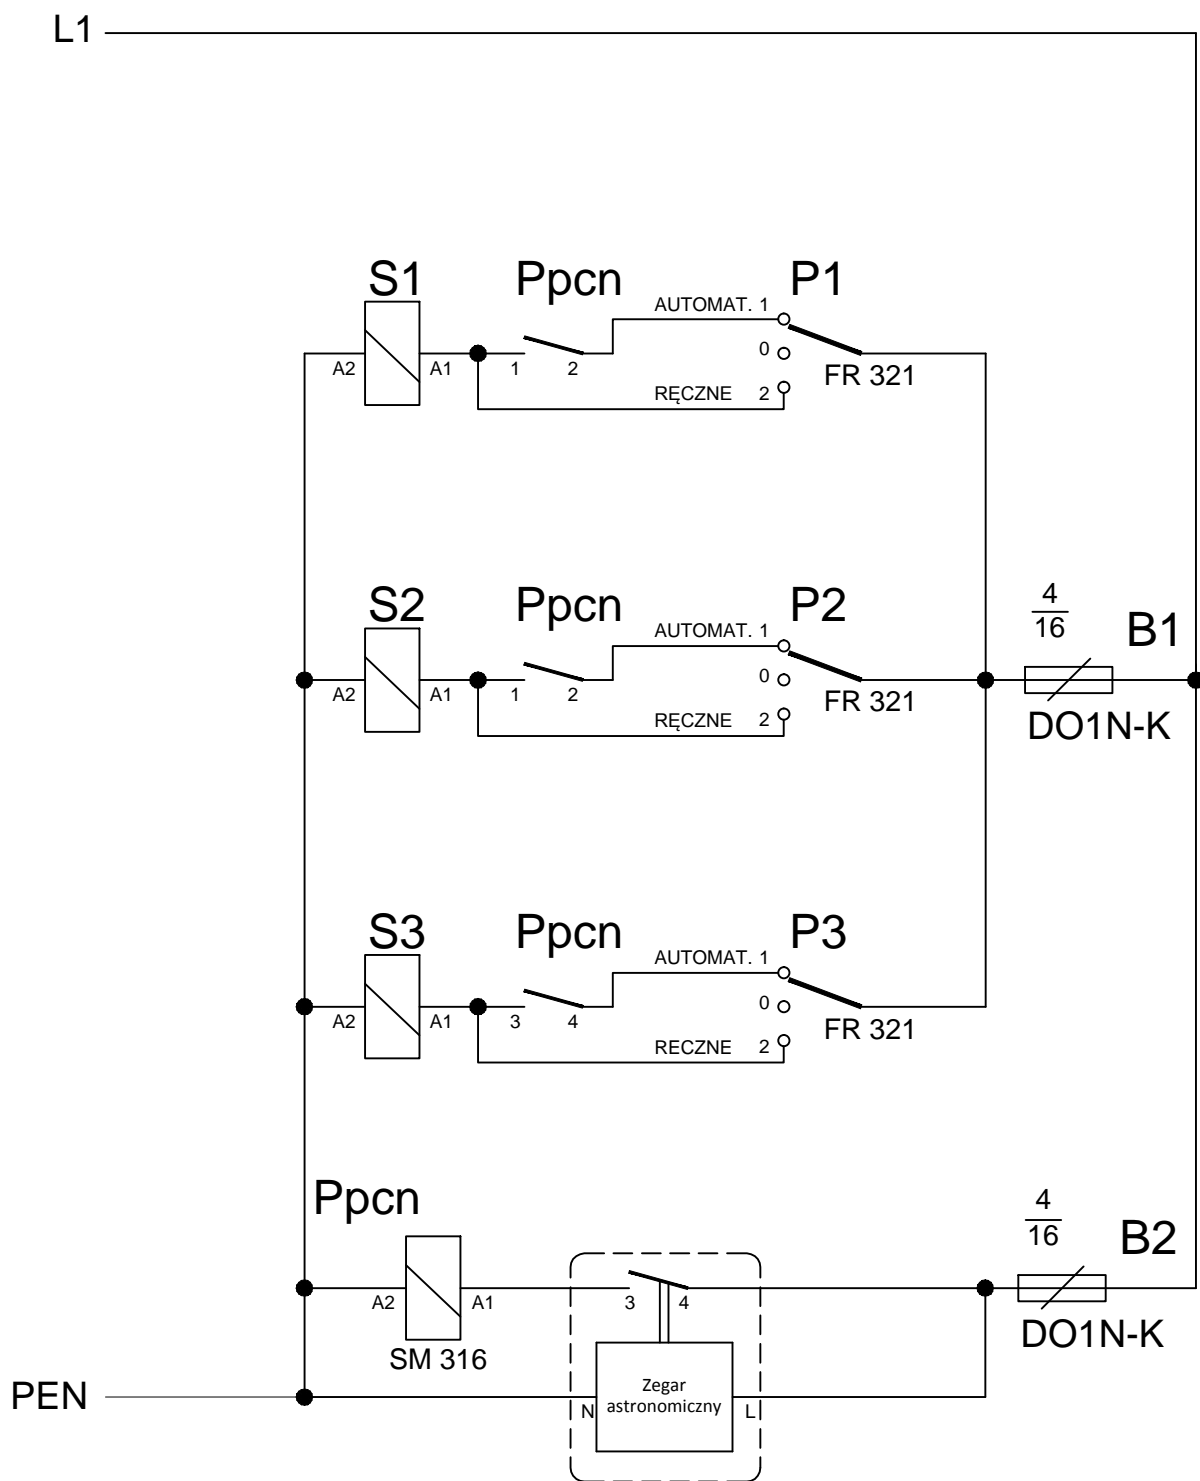 L1
S1 Ppcn P1
AUTOMAT. 1
0
A2 A1 1 2 FR 321
RĘCZNE 2
S2 Ppcn P2
4
16
B1
AUTOMAT. 1
0
A2 A1 1 2 FR 321
RĘCZNE 2
DO1N-K
S3 Ppcn P3
AUTOMAT. 1
0
A2 A1 3 4 FR 321
RECZNE 2
Ppcn
4
16
B2
A2 A1 3 4
SM 316
DO1N-K
PEN
N
Zegar
astronomiczny
L